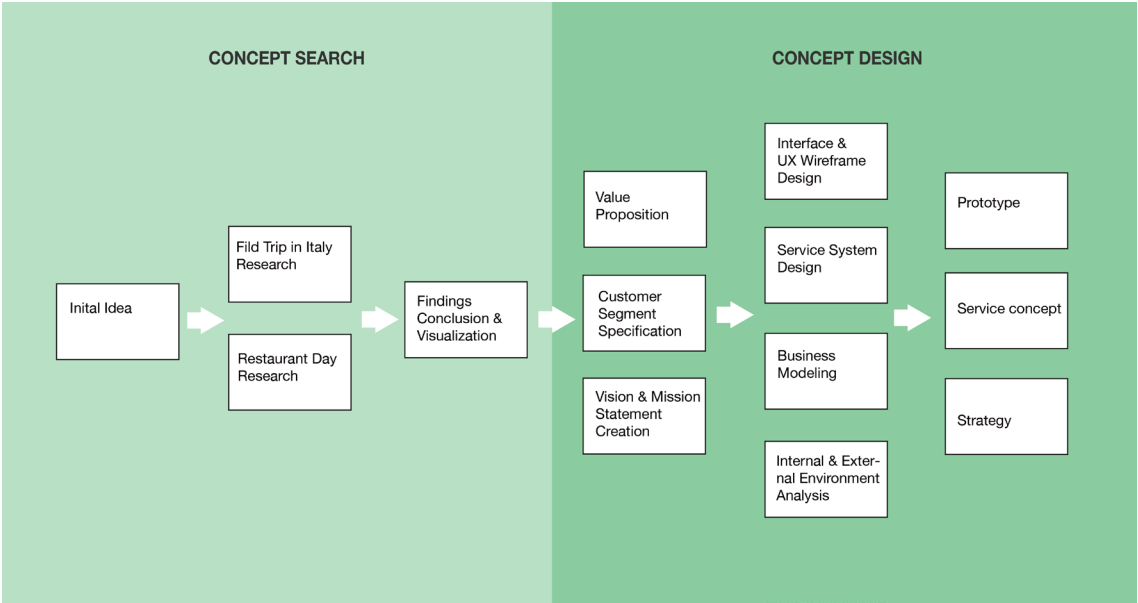 CONCEPT SEARCH
CONCEPT DESIGN
Inital Idea
Fild Trip in Italy
Research
Restaurant Day
Research
Findings
Conclusion &
Visualization
Value
Proposition
Customer
Segment
Specification
Vision & Mission
Statement
Creation
Interface &
UX Wireframe
Design
Service System
Design
Business
Modeling
Internal & Exter-
nal Environment
Analysis
Prototype
Service concept
Strategy